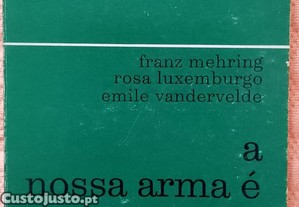 franz mehring
rosa luxemburgo
emile vandervelde
a
nossa arma é
CustoJusto.pt